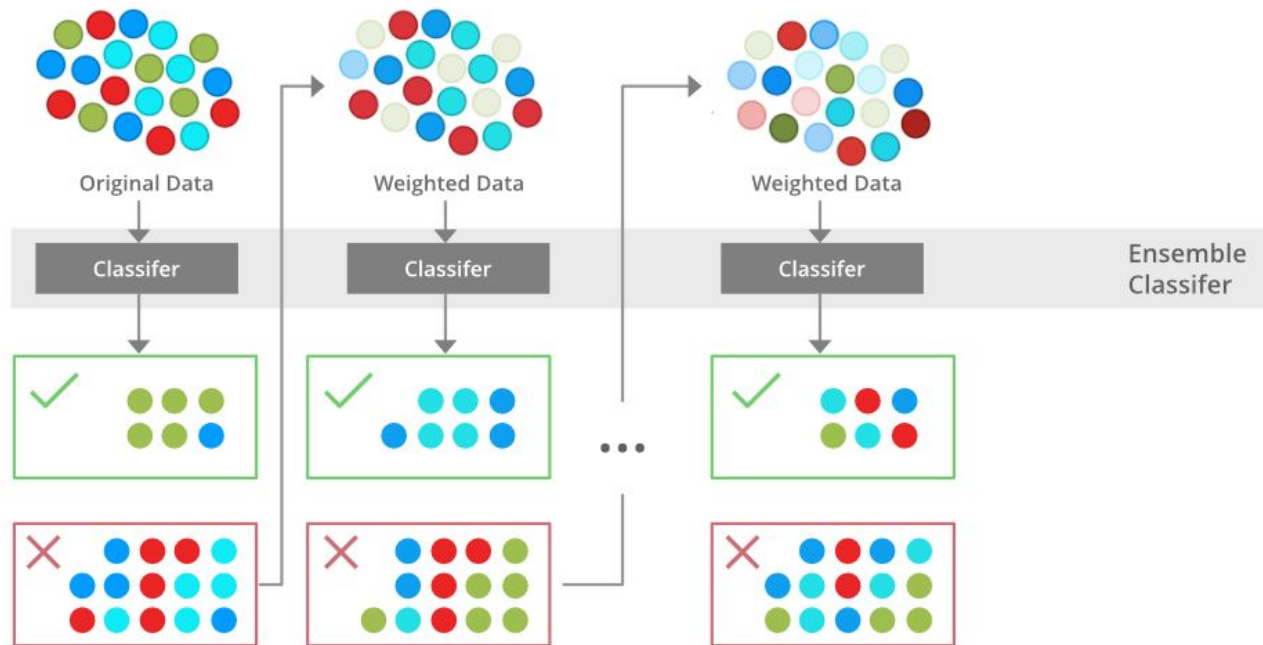 Original Data
Weighted Data
Weighted Data
Classifer
Classifer
Classifer
Ensemble
Classifer
...